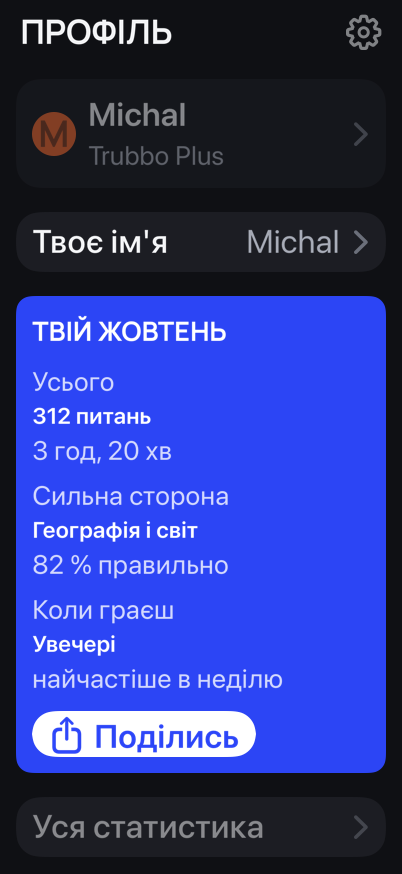 ПРОФІЛЬ
M
Michal
Trubbo Plus
Твоє ім'я Michal
ТВІЙ ЖОВТЕНЬ
Усього
312 питань
3 год, 20 хв
Сильна сторона
Географія і світ
82 % правильно
Коли граєш
Увечері
найчастіше в неділю
Поділись
Уся статистика